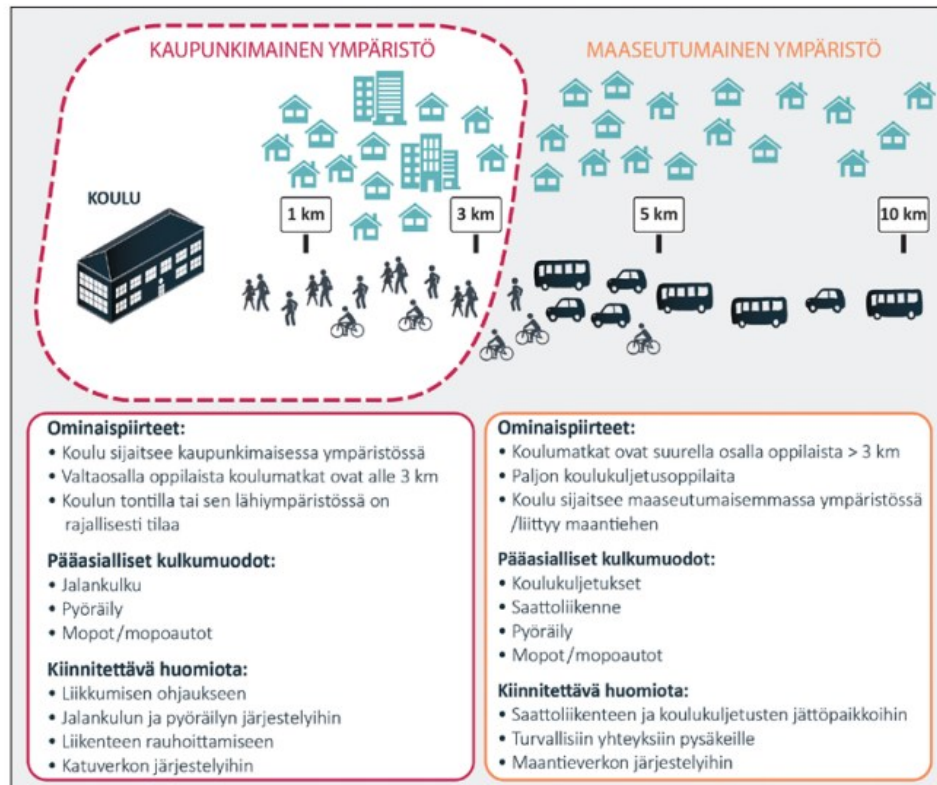 KAUPUNKIMAINEN YMPÄRISTÖ
MAASEUTUMAINEN YMPÄRISTÖ
KOULU
1 km
3 km
5 km
10 km
Ominaispiirteet:
• Koulu sijaitsee kaupunkimaisessa ympäristössä
• Valtaosalla oppilaista koulumatkat ovat alle 3 km
• Koulun tontilla tai sen lähiympäristössä on
rajallisesti tilaa
Pääasialliset kulkumuodot:
• Jalankulku
• Pyöräily
• Mopot/mopoautot
Kiinnitettävä huomiota:
• Liikkumisen ohjaukseen
• Jalankulun ja pyöräilyn järjestelyihin
• Liikenteen rauhoittamiseen
• Katuverkon järjestelyihin
Ominaispiirteet:
• Koulumatkat ovat suurella osalla oppilaista > 3 km
• Paljon koulukuljetusoppilaita
• Koulu sijaitsee maaseutumaisemmassa ympäristössä
/liittyy maantiehen
Pääasialliset kulkumuodot:
• Koulukuljetukset
• Saattoliikenne
• Pyöräily
• Mopot/mopoautot
Kiinnitettävä huomiota:
• Saattoliikenteen ja koulukuljetusten jättöpaikkoihin
• Turvallisiin yhteyksiin pysäkeille
• Maantieverkon järjestelyihin